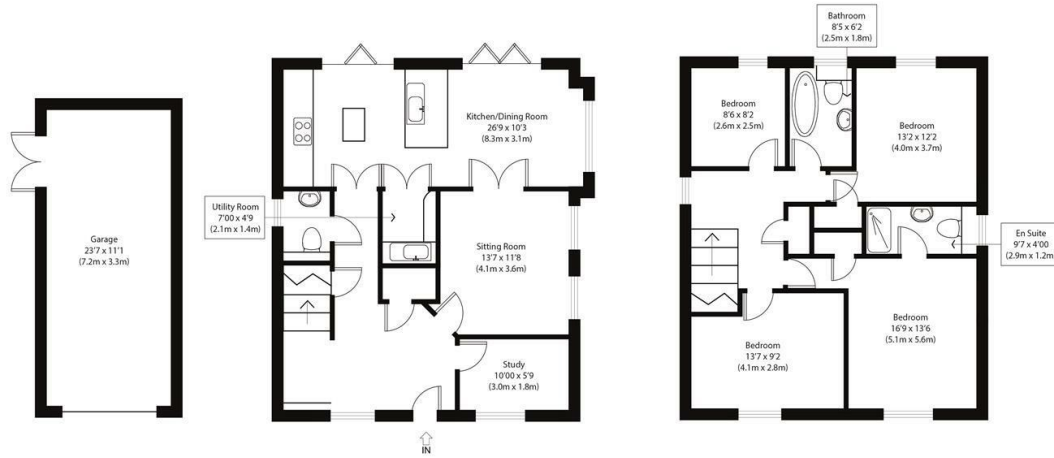 Garage
23'7 x 11'1
(7.2m x 3.3m)
Kitchen/Dining Room
26'9 x 10'3
(8.3m x 3.1m)
Utility Room
7'00 x 4'9
(2.1m x 1.4m)
Sitting Room
13'7 x 11'8
(4.1m x 3.6m)
Study
10'00 x 5'9
(3.0m x 1.8m)
IN
Bathroom
8'5 x 6'2
(2.5m x 1.8m)
Bedroom
8'6 x 8'2
(2.6m x 2.5m)
Bedroom
13'2 x 12'2
(4.0m x 3.7m)
En Suite
9'7 x 4'00
(2.9m x 1.2m)
Bedroom
16'9 x 13'6
(5.1m x 5.6m)
Bedroom
13'7 x 9'2
(4.1m x 2.8m)